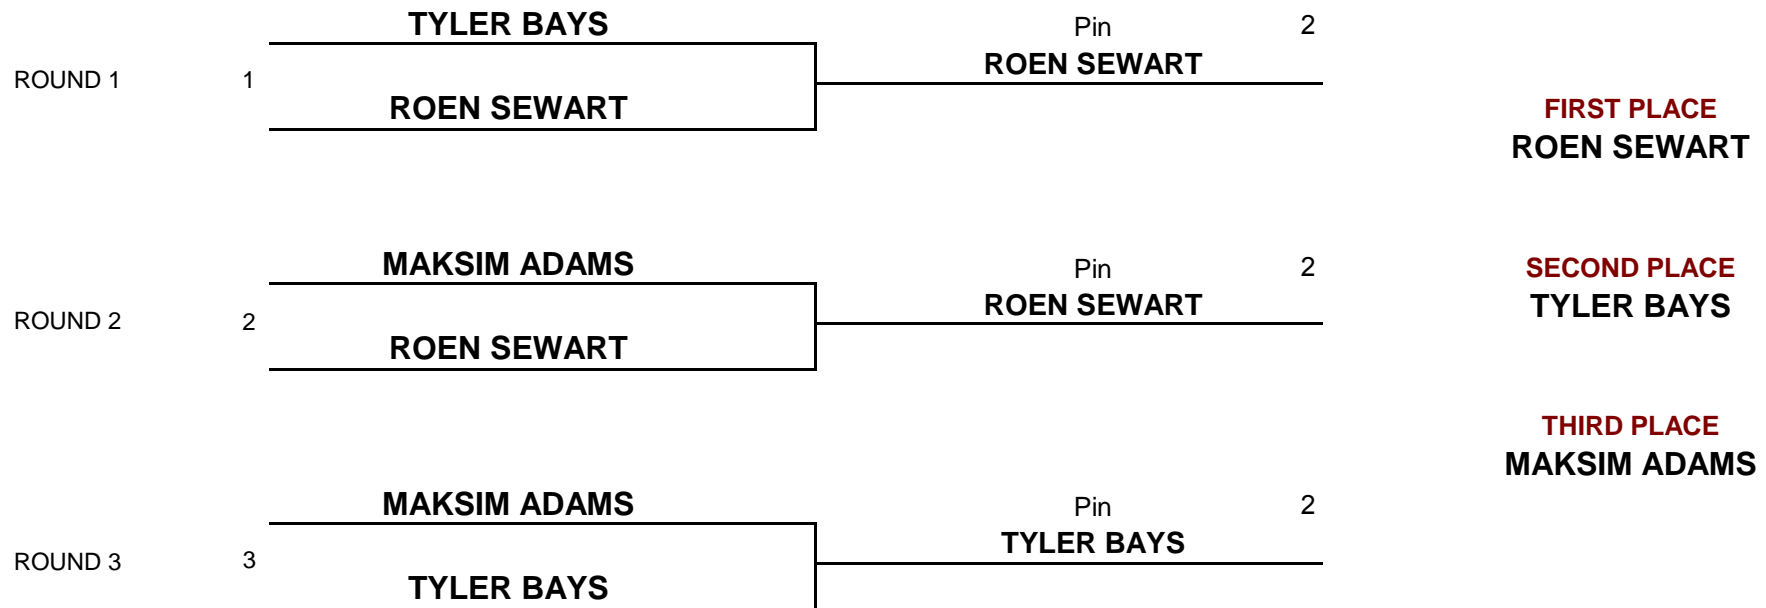 TYLER BAYS
Pin 2
ROEN SEWART
ROUND 1 1
ROEN SEWART
FIRST PLACE
ROEN SEWART
MAKSIM ADAMS
Pin 2
SECOND PLACE
ROEN SEWART
TYLER BAYS
ROUND 2 2
ROEN SEWART
THIRD PLACE
MAKSIM ADAMS
MAKSIM ADAMS
Pin 2
TYLER BAYS
ROUND 3 3
TYLER BAYS